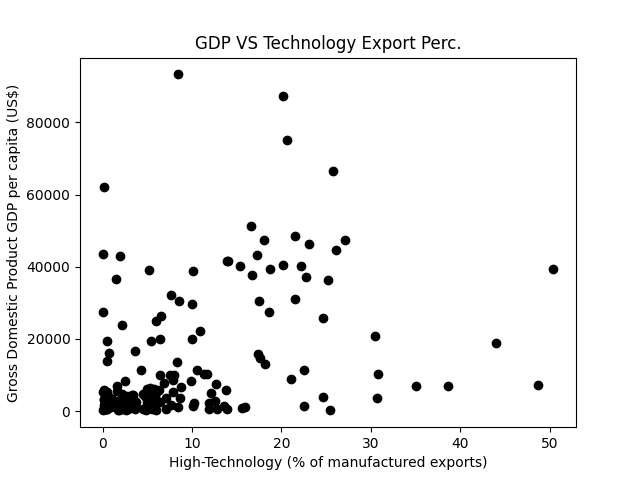 GDP VS Technology Export Perc.
Gross Domestic Product GDP per capita (US$)
80000
60000
40000
20000
0
0 10 20 30 40 50
High-Technology (% of manufactured exports)